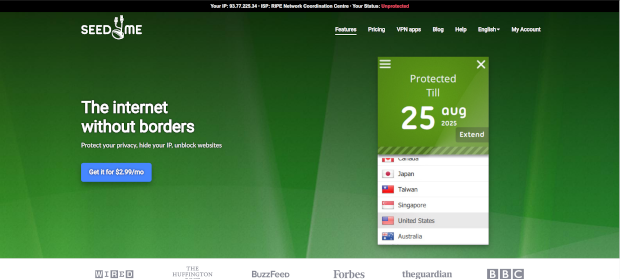 Your IP: 93.77.225.34 · ISP: RIPE Network Coordination Centre · Your Status: Unprotected
SEED4ME
Features Pricing VPN apps Blog Help English My Account
Protected
Till
25 aug
2025
Extend
The internet
without borders
Protect your privacy, hide your IP, unblock websites
Get it for $2.99/mo
Canada
Japan
Taiwan
Singapore
United States
Australia
WIRED THE HUFFINGTON BuzzFeed Forbes theguardian BBC